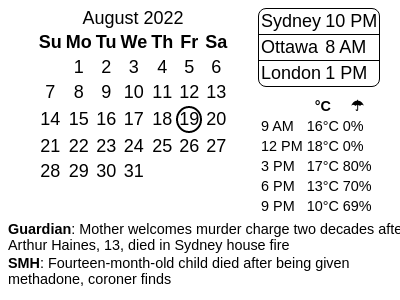 August 2022
Su Mo Tu We Th Fr Sa
1 2 3 4 5 6
7 8 9 10 11 12 13
14 15 16 17 18 19 20
21 22 23 24 25 26 27
28 29 30 31
Sydney 10 PM
Ottawa 8 AM
London 1 PM
°C ☂
9 AM 16°C 0%
12 PM 18°C 0%
3 PM 17°C 80%
6 PM 13°C 70%
9 PM 10°C 69%
Guardian: Mother welcomes murder charge two decades afte
Arthur Haines, 13, died in Sydney house fire
SMH: Fourteen-month-old child died after being given
methadone, coroner finds